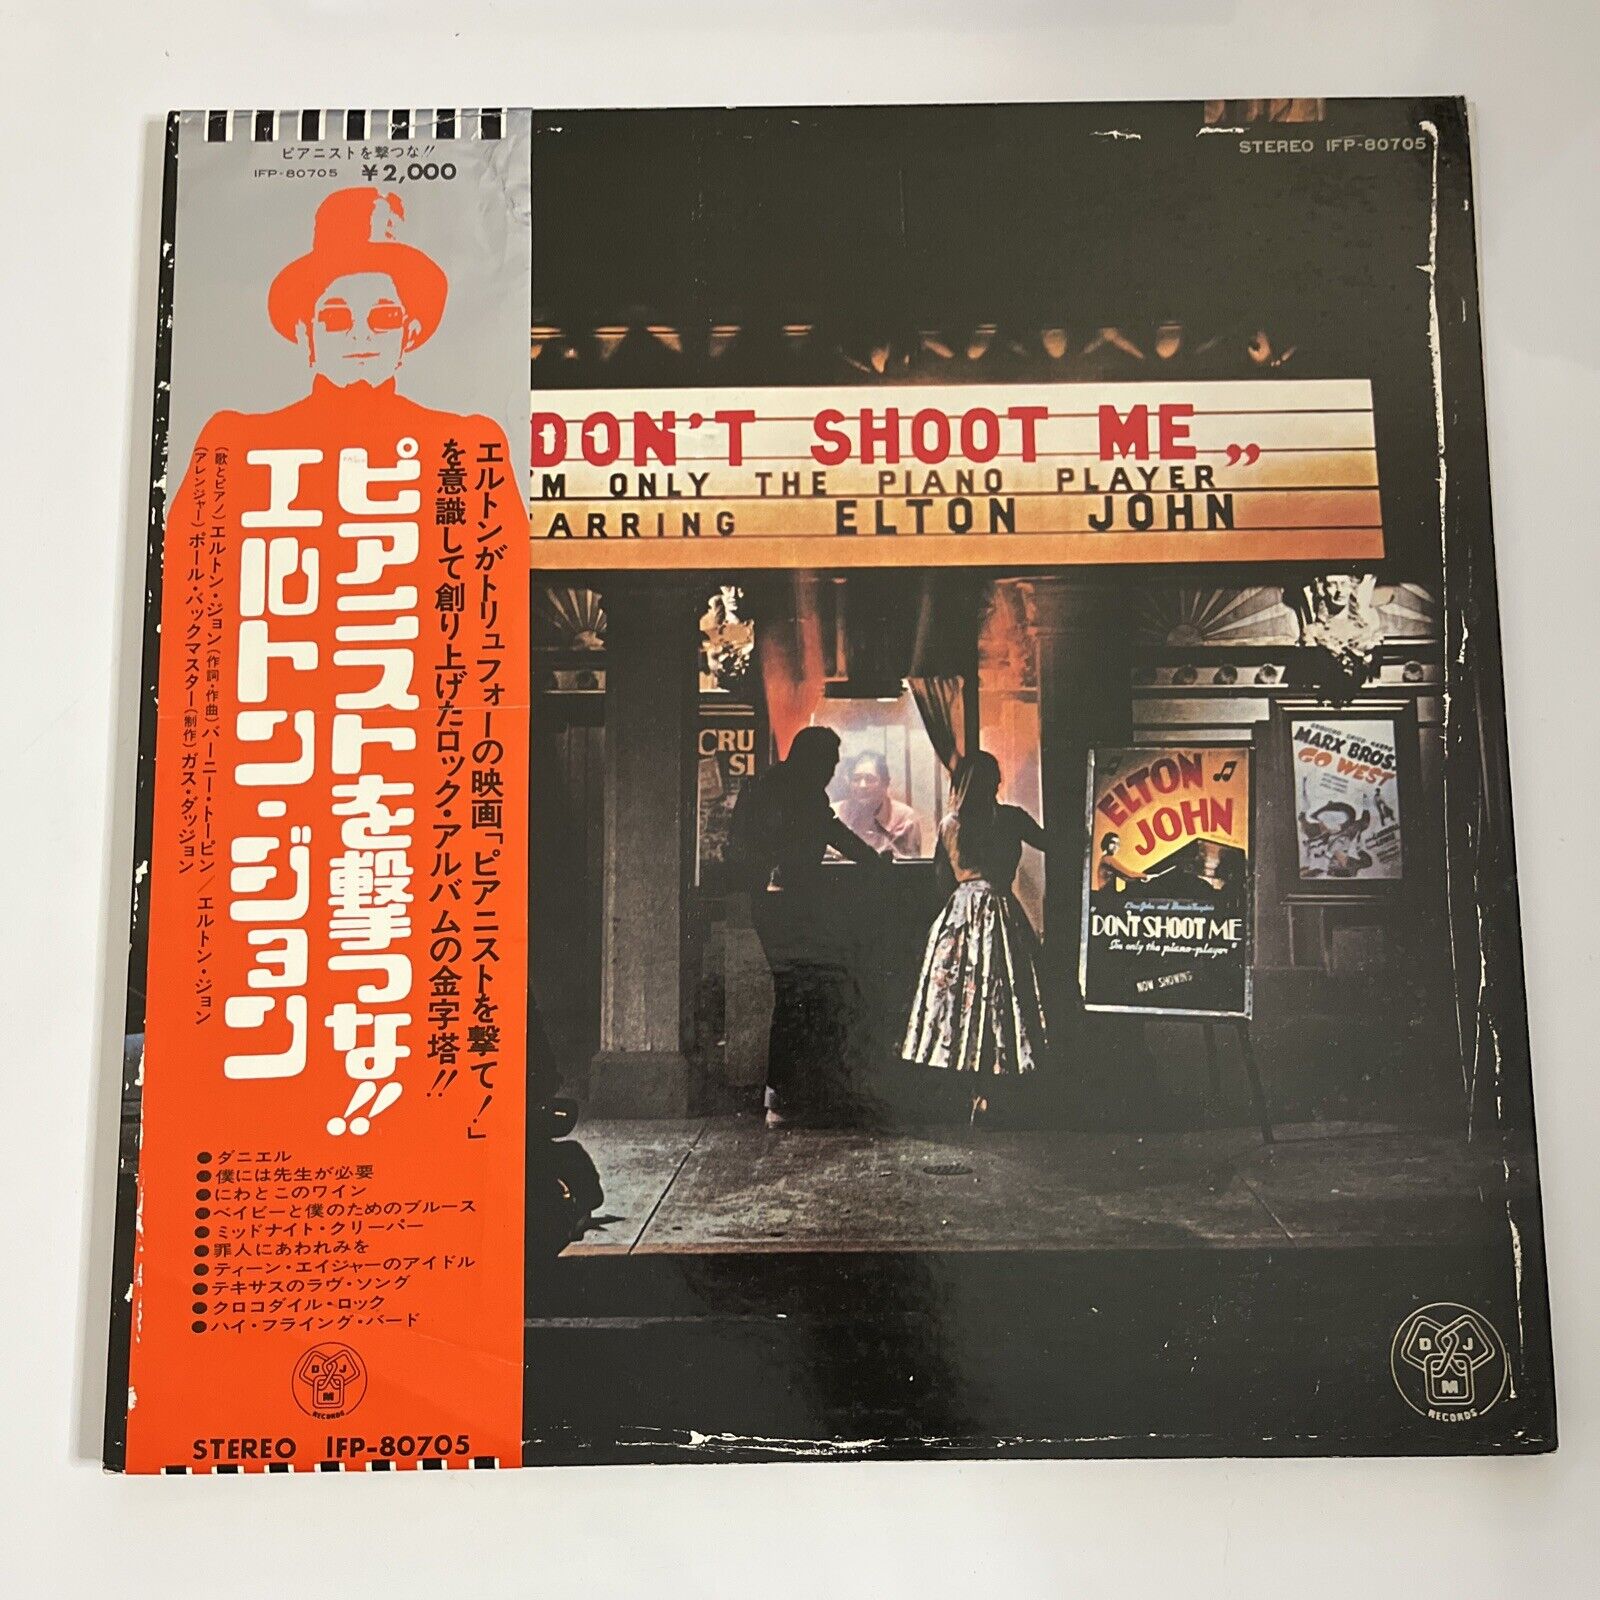 ピアニストを撃つな!!
IFP-80705 ¥2,000
エルトンがトリュフォーの映画「ピアニストを撃て!」
を意識して創り上げたロック・アルバムの金字塔!!
ピアニストを撃つな!!
エルトン・ジョン
(歌とピアノ)エルトン・ジョン(作詞・作曲)バーニー・トーピン/エルトン・ジョン
(アレンジャー)ポール・バックマスター(制作)ガス・ダッジョン
●ダニエル
●僕には先生が必要
●にわとこのワイン
●ベイビーと僕のためのブルース
●ミッドナイト・クリーパー
●罪人にあわれみを
●ティーン・エイジャーのアイドル
●テキサスのラヴ・ソング
●クロコダイル・ロック
●ハイ・フライング・バード
DJM
RECORDS
STEREO IFP-80705
STEREO IFP-80705
DON'T SHOOT ME,,
'M ONLY THE PIANO PLAYER
ARRING ELTON JOHN
CRU
SI
ELTON
JOHN
"DON'T SHOOT ME
I'm only the piano-player"
NOW SHOWING
GROUCHO CHICO HARPO
MARX BROS.
GO WEST
DJM
RECORDS